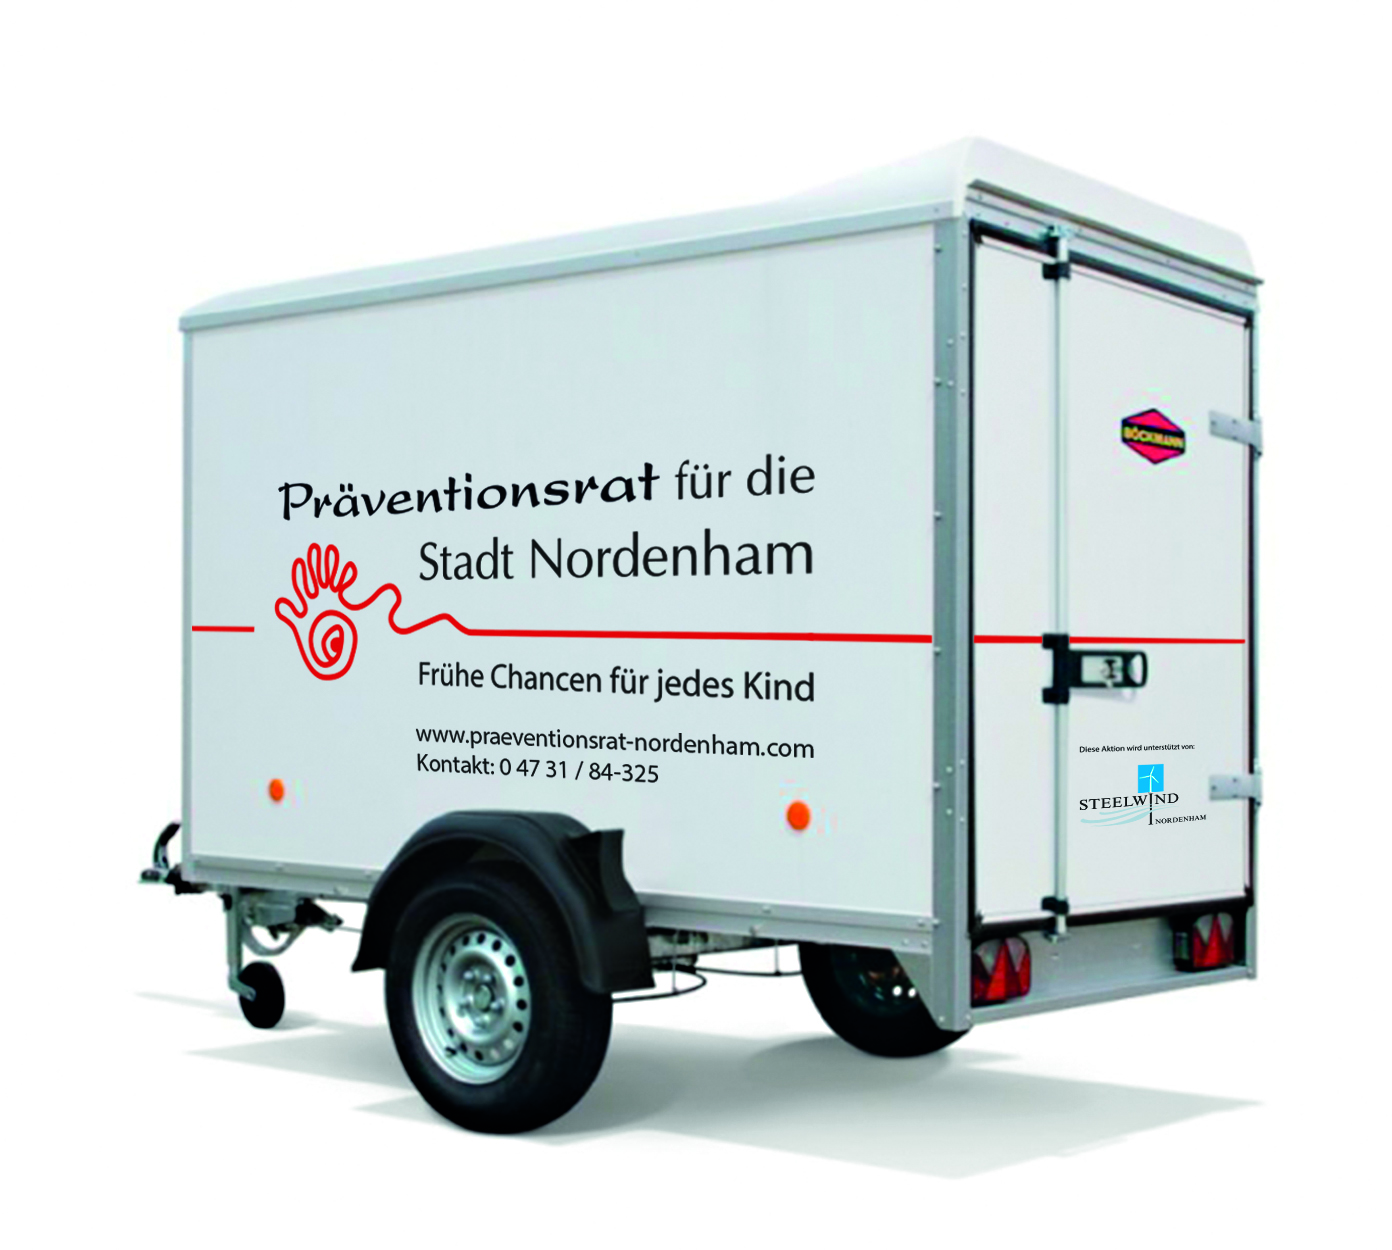 Präventionsrat für die
Stadt Nordenham
Frühe Chancen für jedes Kind
www.praeventionsrat-nordenham.com
Kontakt: 0 47 31 / 84-325
BÖCKMANN
Diese Aktion wird unterstützt von:
STEELWIND
NORDENHAM